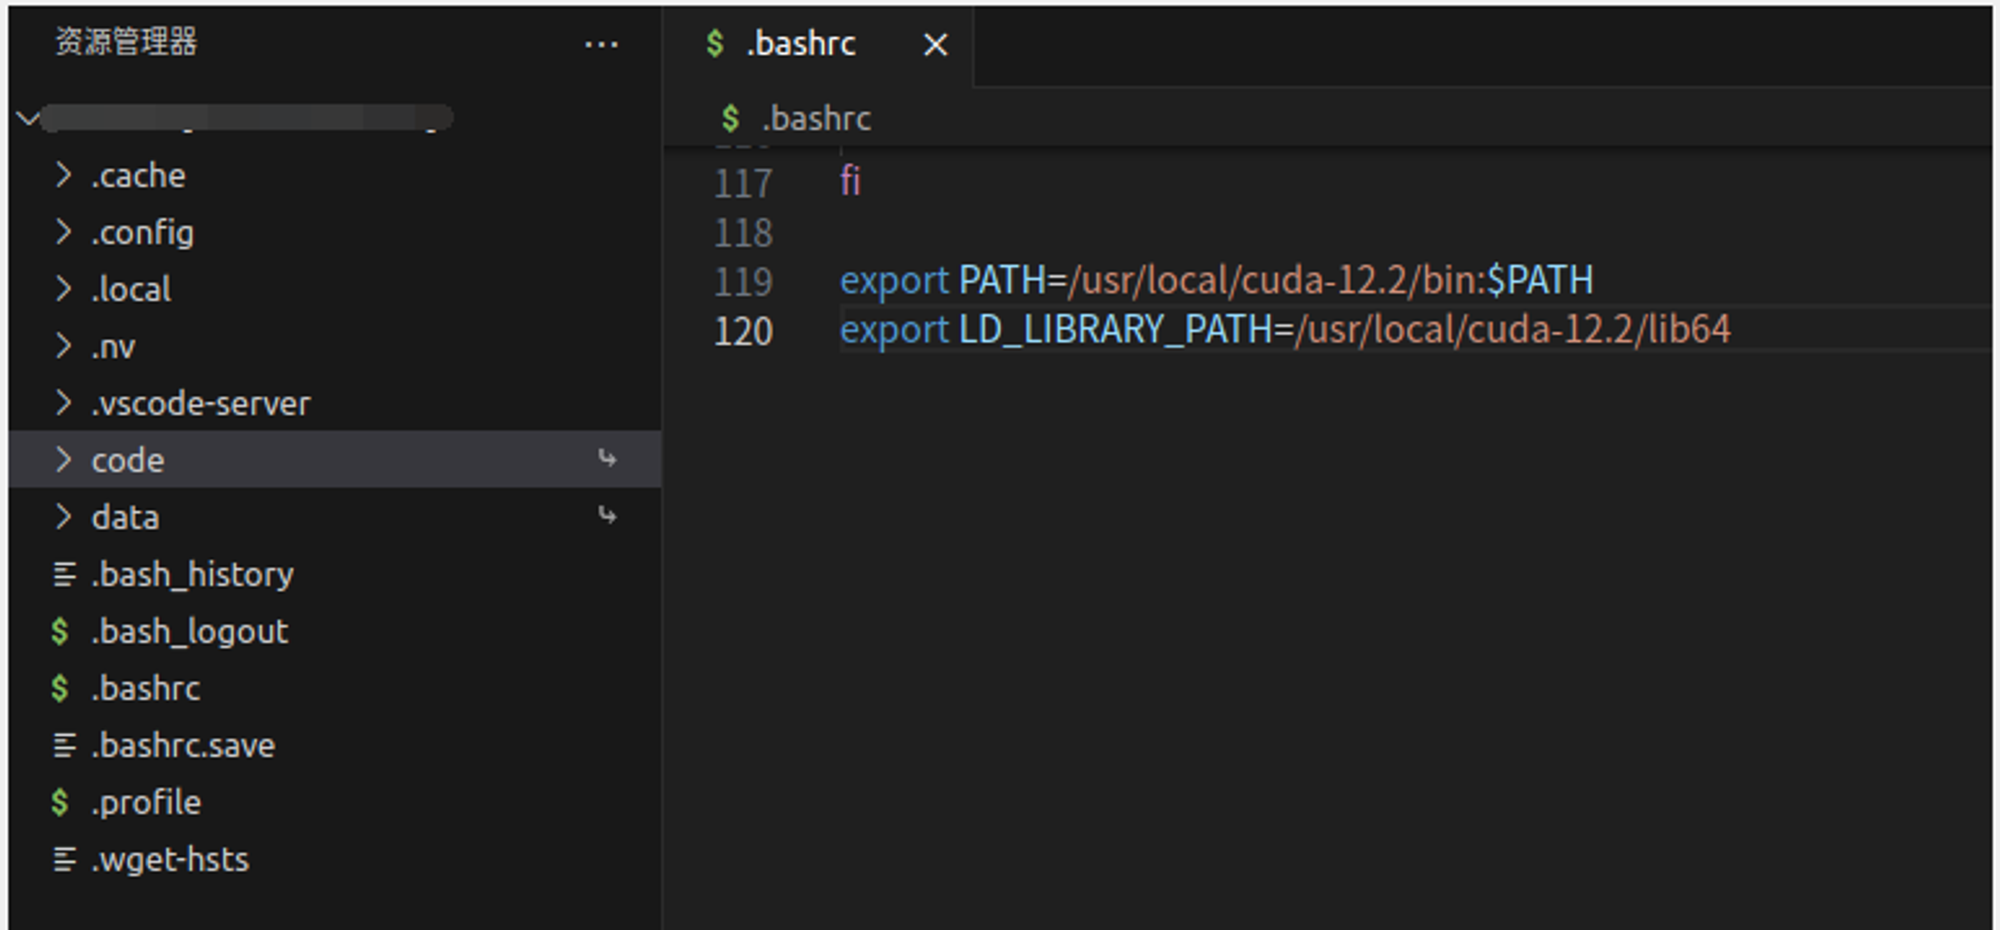 资源管理器
.cache
.config
.local
.nv
.vscode-server
code
data
.bash_history
$ .bash_logout
$ .bashrc
.bashrc.save
$ .profile
.wget-hsts
$ .bashrc
$ .bashrc
117 fi
118
119 export PATH=/usr/local/cuda-12.2/bin:$PATH
120 export LD_LIBRARY_PATH=/usr/local/cuda-12.2/lib64